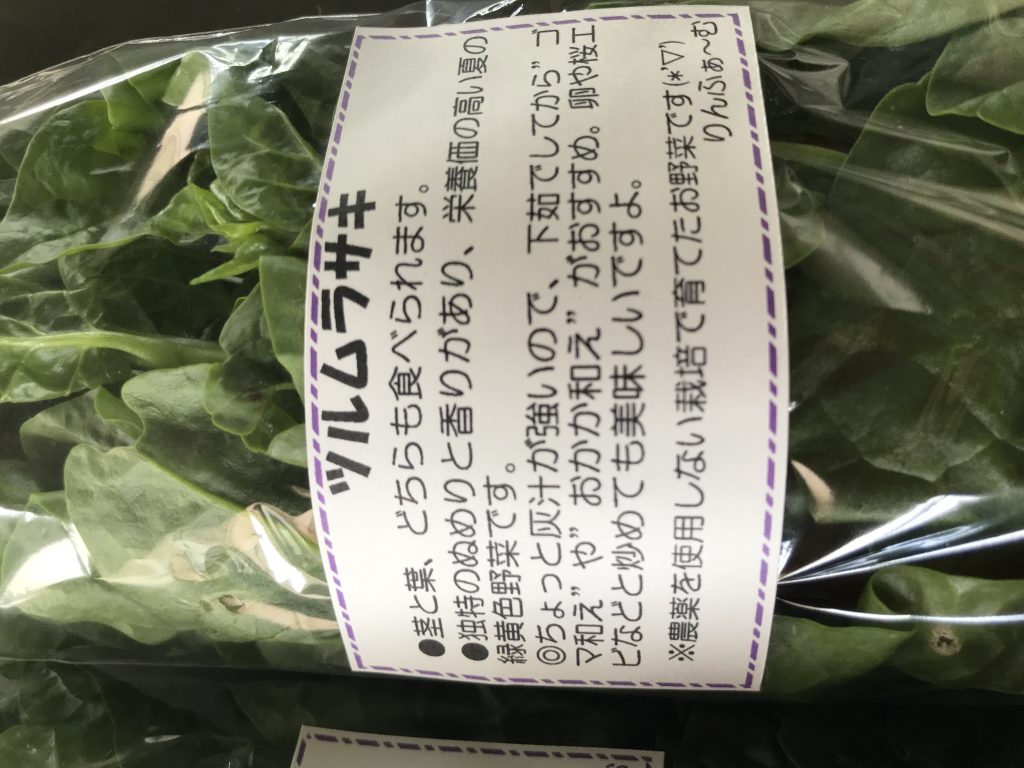 ツルムラサキ
●茎と葉、どちらも食べられます。
●独特のぬめりと香りがあり、栄養価の高い夏の
緑黄色野菜です。
◎ちょっと灰汁が強いので、下茹でしてから”ゴ
マ和え”や”おかか和え”がおすすめ。卵や桜エ
ビなどと炒めても美味しいですよ。
※農薬を使用しない栽培で育てたお野菜です(*'▽')
りんふぁ~む